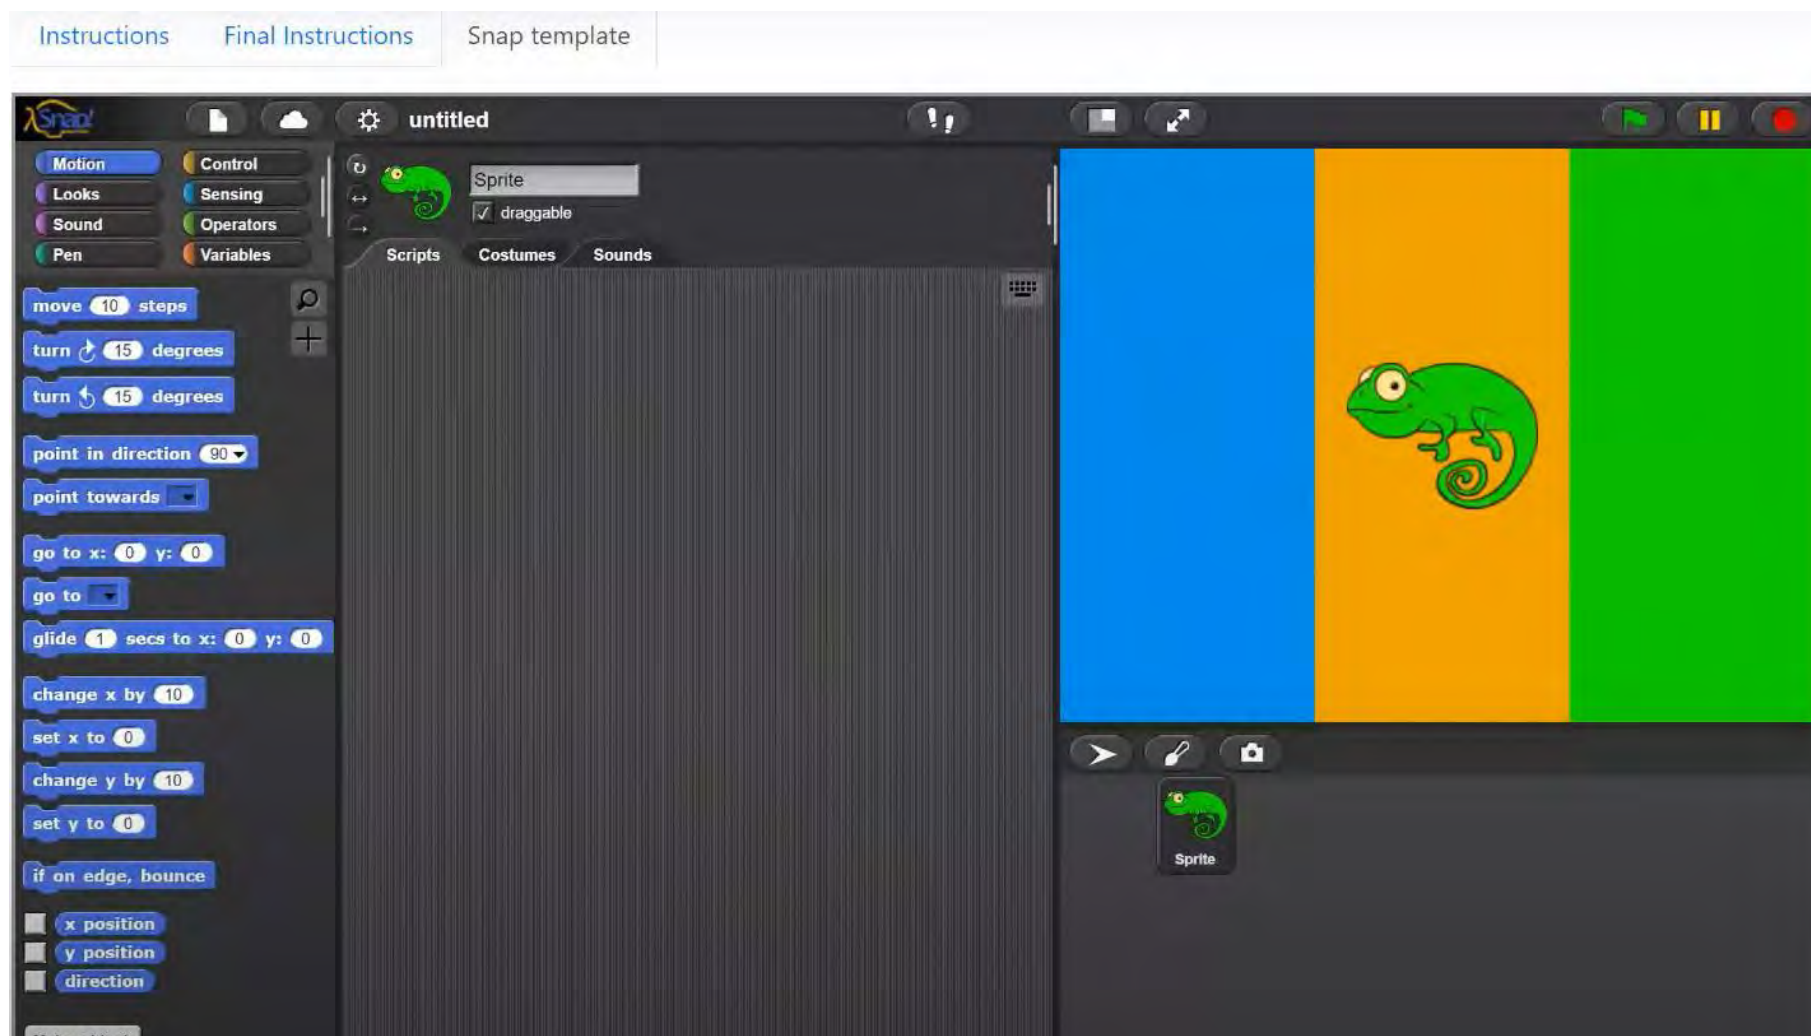 Instructions Final Instructions Snap template
Snap! untitled
Motion Control
Looks Sensing
Sound Operators
Pen Variables
Sprite
draggable
Scripts Costumes Sounds
move 10 steps
turn 15 degrees
turn 15 degrees
point in direction 90
point towards
go to x: 0 y: 0
go to
glide 1 secs to x: 0 y: 0
change x by 10
set x to 0
change y by 10
set y to 0
if on edge, bounce
x position
y position
direction
Sprite